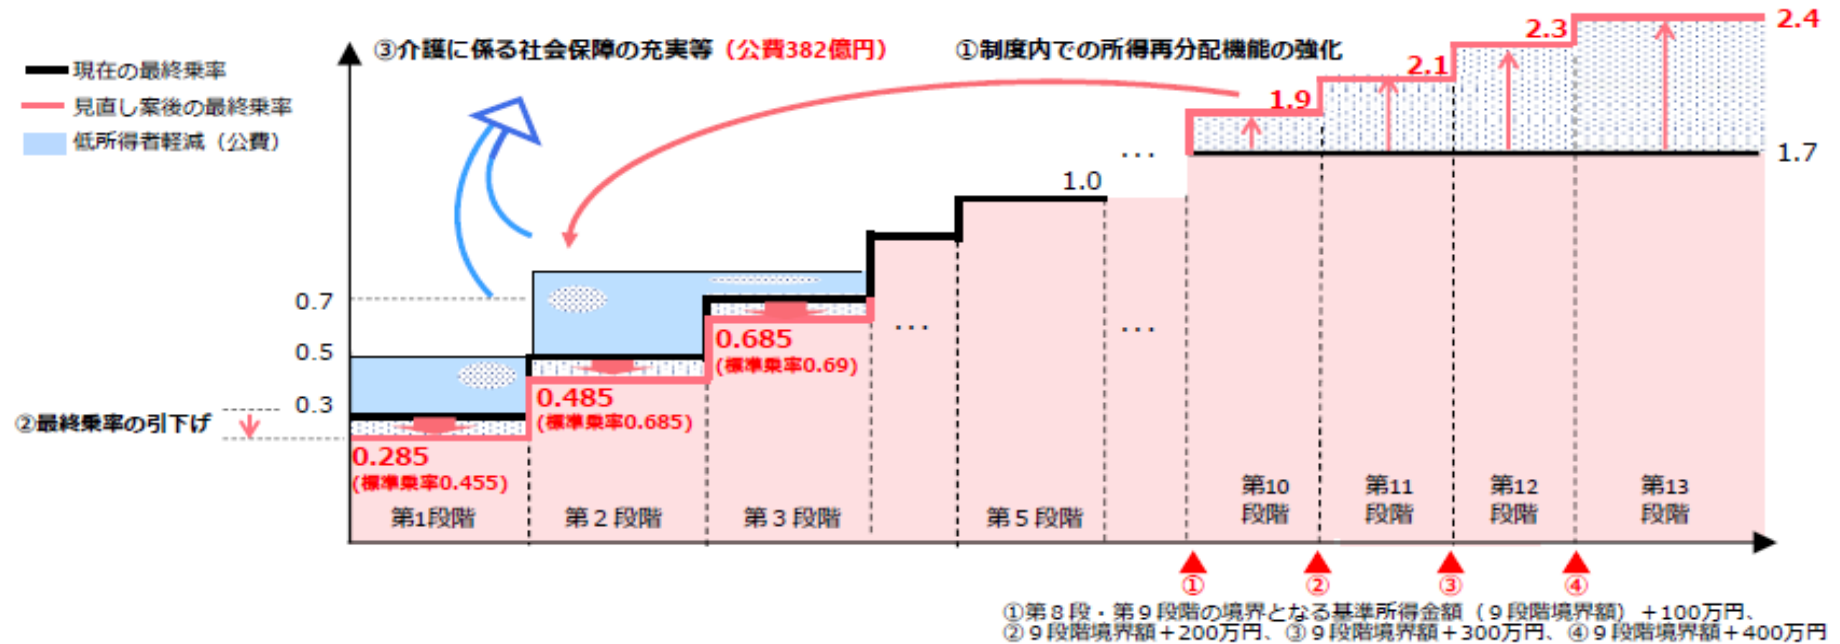 ③介護に係る社会保障の充実等（公費382億円）
①制度内での所得再分配機能の強化
現在の最終乗率
見直し案後の最終乗率
低所得者軽減（公費）
1.9
2.1
2.3
2.4
1.7
…
1.0
0.7
0.5
0.3
②最終乗率の引下げ
0.285
(標準乗率0.455)
0.485
(標準乗率0.685)
0.685
(標準乗率0.69)
…
…
第1段階
第２段階
第３段階
第５段階
第10
段階
第11
段階
第12
段階
第13
段階
①
②
③
④
①第８段・第９段階の境界となる基準所得金額（９段階境界額）＋100万円、
②９段階境界額＋200万円、③９段階境界額＋300万円、④９段階境界額＋400万円